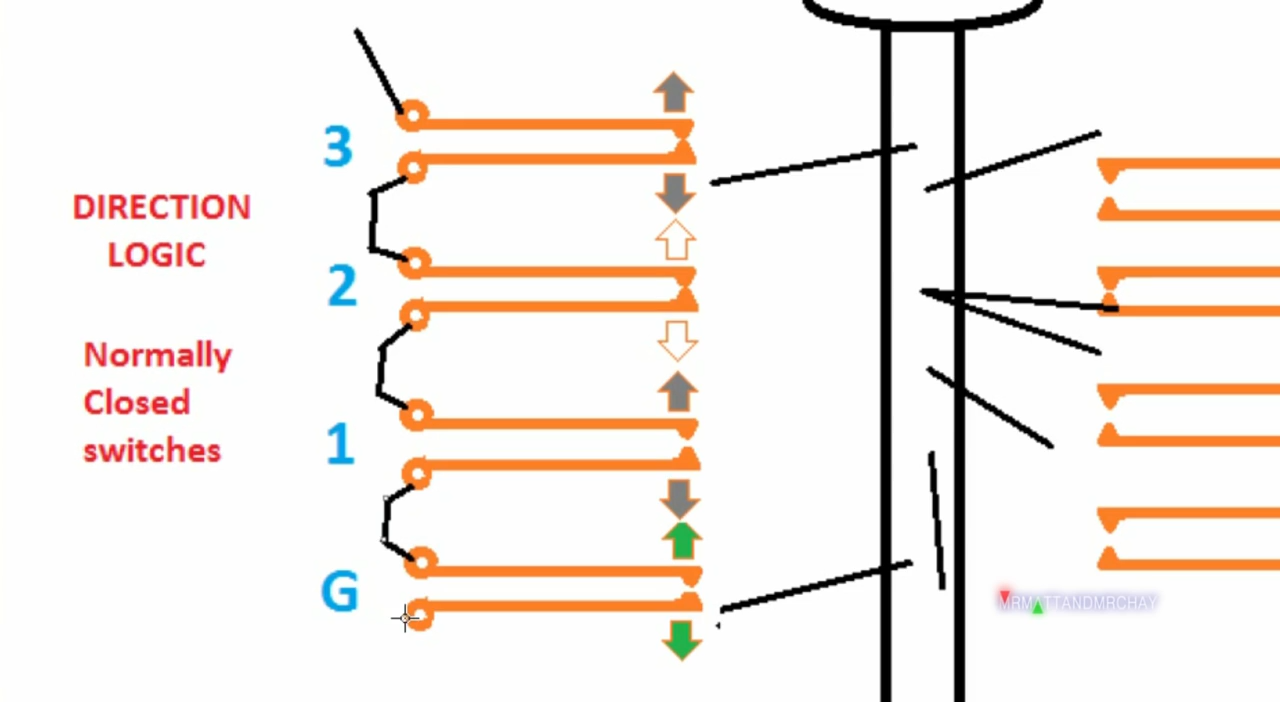 3
DIRECTION
LOGIC
2
Normally
Closed
switches
1
G
MRMATTANDMRCHAY